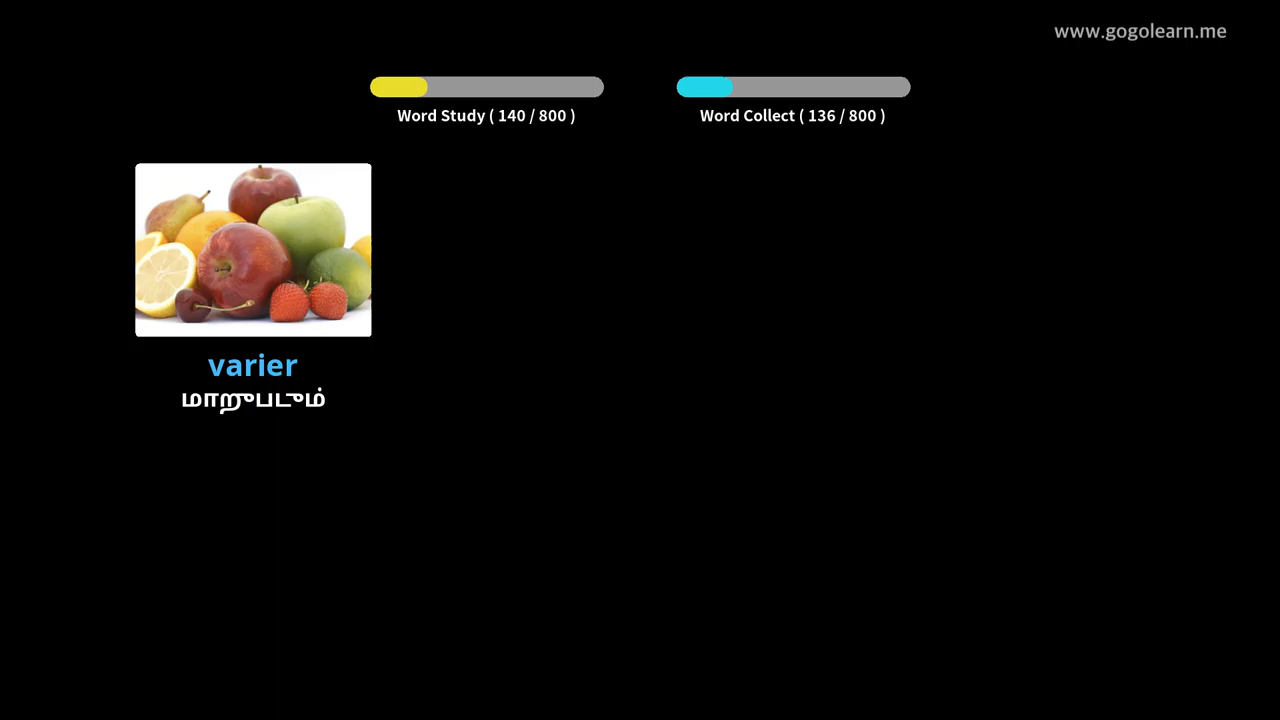 www.gogolearn.me
Word Study ( 140 / 800 )
Word Collect ( 136 / 800 )
varier
மாறுபடும்